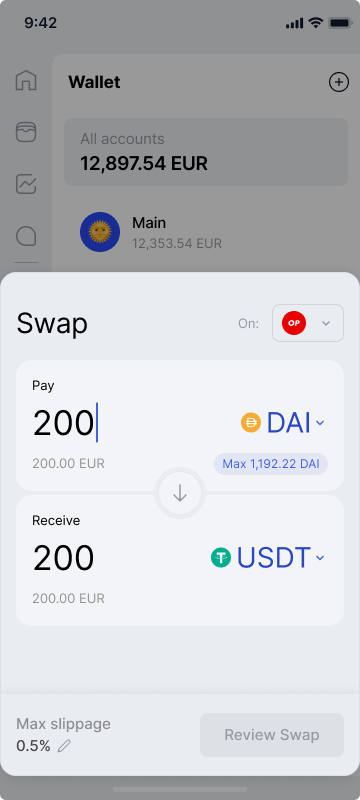 9:42
Wallet
All accounts
12,897.54 EUR
Main
12,353.54 EUR
Swap
On: OP
Pay
200 DAI
200.00 EUR Max 1,192.22 DAI
Receive
200 USDT
200.00 EUR
Max slippage
0.5%
Review Swap